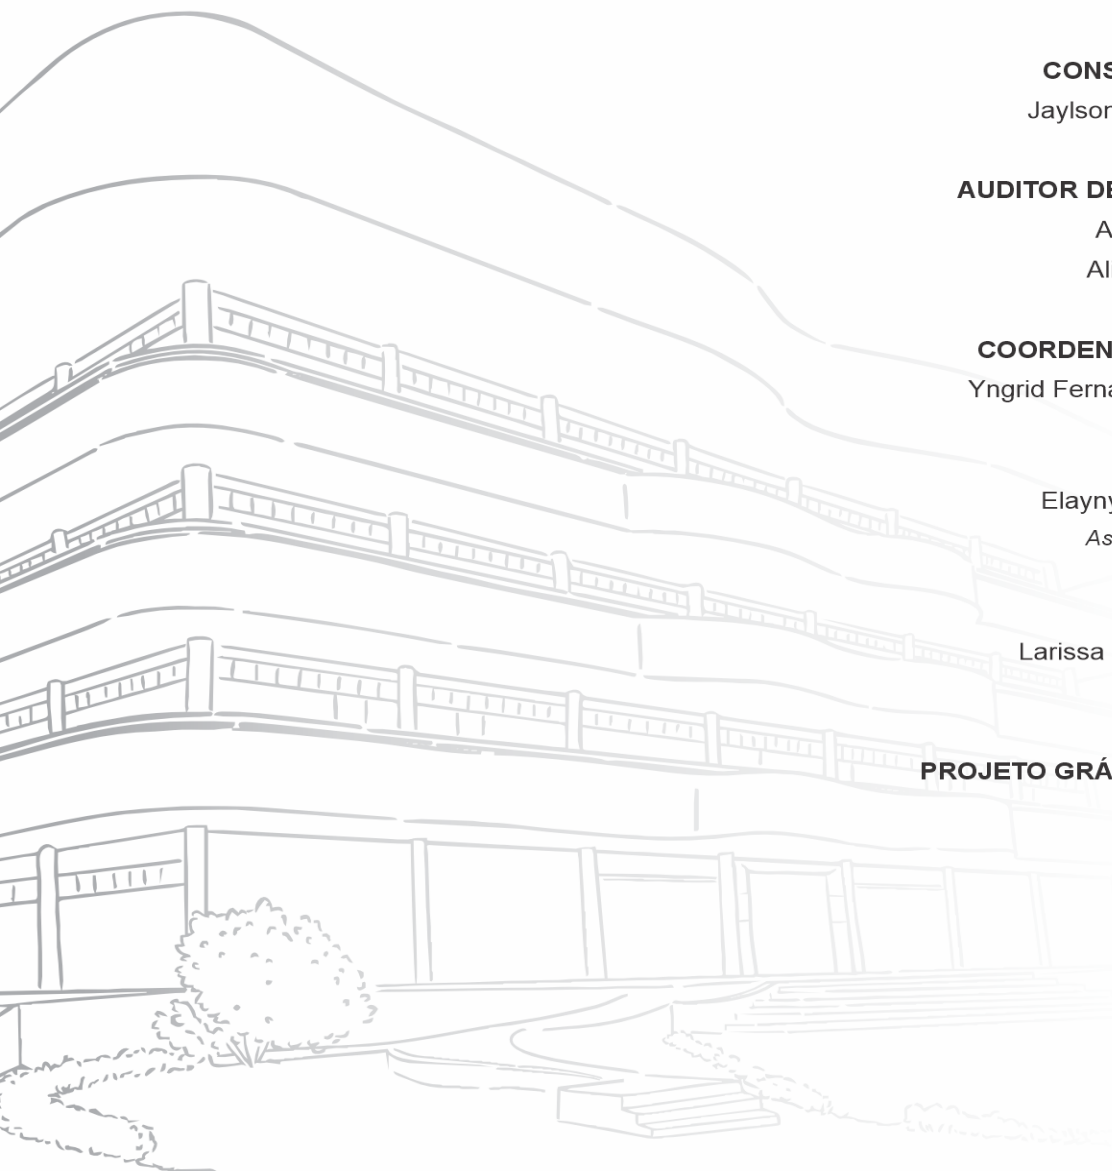 CONS
Jaylson
AUDITOR DE
A
Al
COORDEN
Yngrid Ferna
Elayny
As
Larissa
PROJETO GRÁ